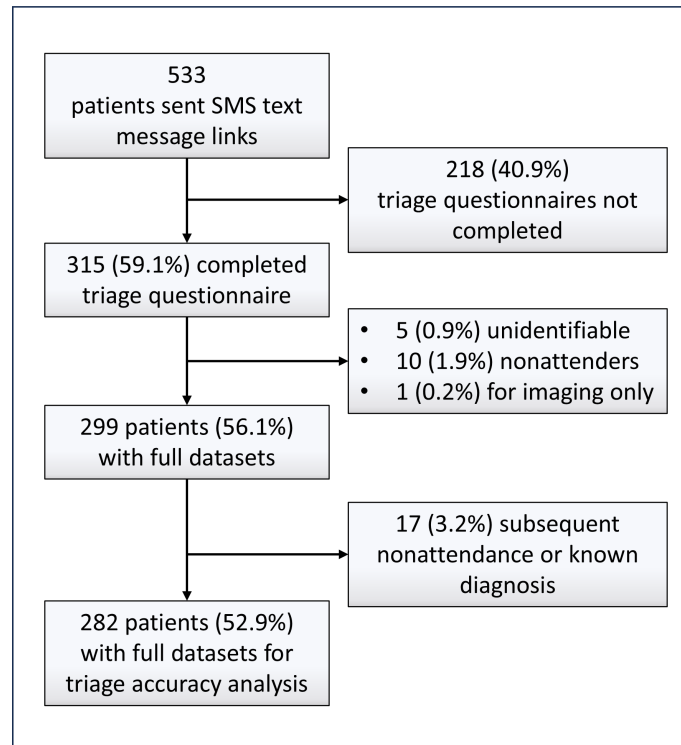 533
patients sent SMS text
message links
218 (40.9%)
triage questionnaires not
completed
315 (59.1%) completed
triage questionnaire
• 5 (0.9%) unidentifiable
• 10 (1.9%) nonattenders
• 1 (0.2%) for imaging only
299 patients (56.1%)
with full datasets
17 (3.2%) subsequent
nonattendance or known
diagnosis
282 patients (52.9%)
with full datasets for
triage accuracy analysis